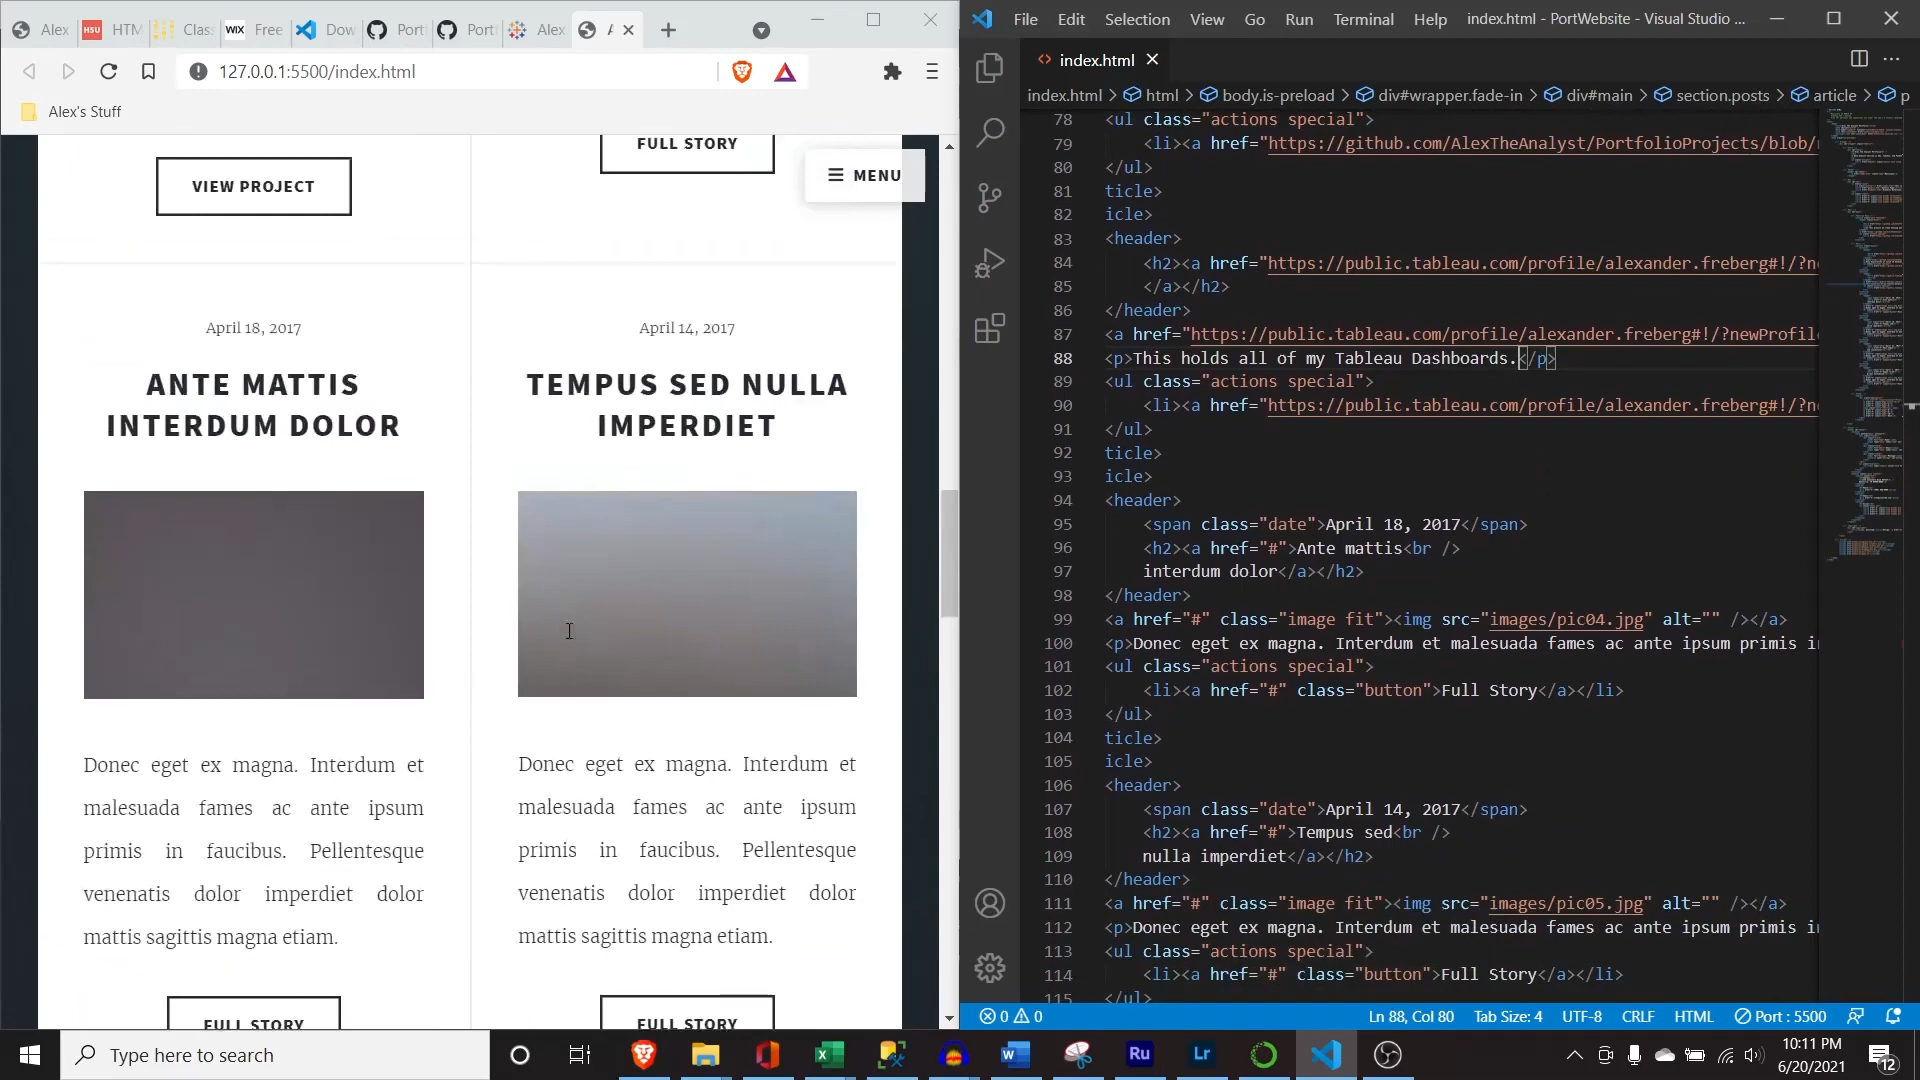 Alex
HSU HTM
Clas
WIX Free
Dow
Port
Port
Alex
127.0.0.1:5500/index.html
Alex's Stuff
FULL STORY
VIEW PROJECT
MENU
April 18, 2017
ANTE MATTIS
INTERDUM DOLOR
Donec eget ex magna. Interdum et
malesuada fames ac ante ipsum
primis in faucibus. Pellentesque
venenatis dolor imperdiet dolor
mattis sagittis magna etiam.
FULL STORY
April 14, 2017
TEMPUS SED NULLA
IMPERDIET
Donec eget ex magna. Interdum et
malesuada fames ac ante ipsum
primis in faucibus. Pellentesque
venenatis dolor imperdiet dolor
mattis sagittis magna etiam.
FULL STORY
File Edit Selection View Go Run Terminal Help index.html - PortWebsite - Visual Studio ...
<> index.html
index.html > html > body.is-preload > div#wrapper.fade-in > div#main > section.posts > article > p
78 <ul class="actions special">
79 <li><a href="https://github.com/AlexTheAnalyst/PortfolioProjects/blob/
80 </ul>
81 ticle>
82 icle>
83 <header>
84 <h2><a href="https://public.tableau.com/profile/alexander.freberg#!/?n
85 </a></h2>
86 </header>
87 <a href="https://public.tableau.com/profile/alexander.freberg#!/?newProfil
88 <p>This holds all of my Tableau Dashboards.</p>
89 <ul class="actions special">
90 <li><a href="https://public.tableau.com/profile/alexander.freberg#!/?n
91 </ul>
92 ticle>
93 icle>
94 <header>
95 <span class="date">April 18, 2017</span>
96 <h2><a href="#">Ante mattis<br />
97 interdum dolor</a></h2>
98 </header>
99 <a href="#" class="image fit"><img src="images/pic04.jpg" alt="" /></a>
100 <p>Donec eget ex magna. Interdum et malesuada fames ac ante ipsum primis i
101 <ul class="actions special">
102 <li><a href="#" class="button">Full Story</a></li>
103 </ul>
104 ticle>
105 icle>
106 <header>
107 <span class="date">April 14, 2017</span>
108 <h2><a href="#">Tempus sed<br />
109 nulla imperdiet</a></h2>
110 </header>
111 <a href="#" class="image fit"><img src="images/pic05.jpg" alt="" /></a>
112 <p>Donec eget ex magna. Interdum et malesuada fames ac ante ipsum primis i
113 <ul class="actions special">
114 <li><a href="#" class="button">Full Story</a></li>
115 </ul>
0 0 Ln 88, Col 80 Tab Size: 4 UTF-8 CRLF HTML Port : 5500
Type here to search
Ru
Lr
10:11 PM
6/20/2021
12